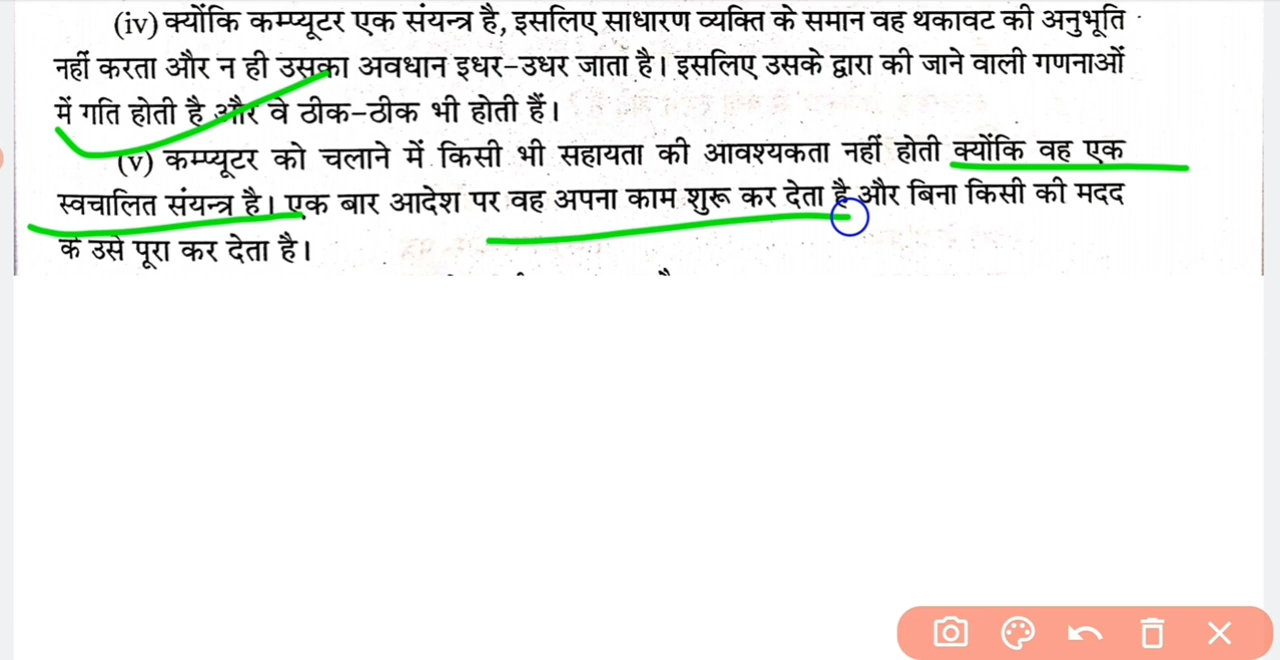 (iv) क्योंकि कम्प्यूटर एक संयन्त्र है, इसलिए साधारण व्यक्ति के समान वह थकावट की अनुभूति
नहीं करता और न ही उसका अवधान इधर-उधर जाता है। इसलिए उसके द्वारा की जाने वाली गणनाओं
में गति होती है और वे ठीक-ठीक भी होती हैं।
(v) कम्प्यूटर को चलाने में किसी भी सहायता की आवश्यकता नहीं होती क्योंकि वह एक
स्वचालित संयन्त्र है। एक बार आदेश पर वह अपना काम शुरू कर देता है और बिना किसी की मदद
के उसे पूरा कर देता है।